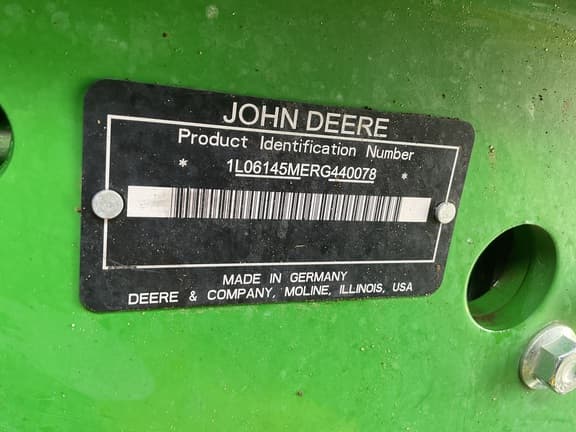 JOHN DEERE
Product Identification Number
* 1L06145MERG440078 *
MADE IN GERMANY
DEERE & COMPANY, MOLINE, ILLINOIS, USA